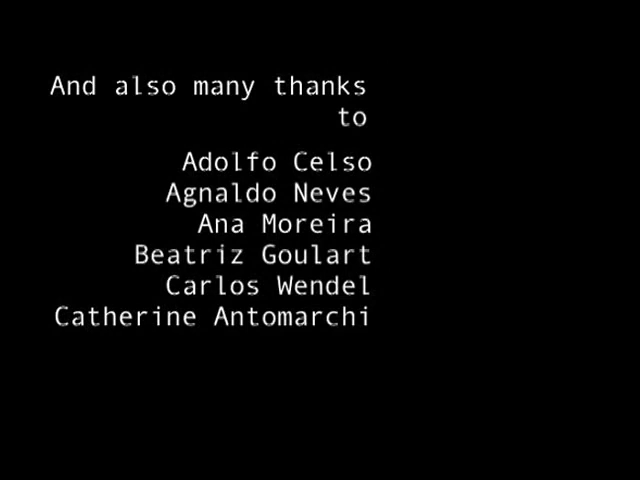 And also many thanks
to
Adolfo Celso
Agnaldo Neves
Ana Moreira
Beatriz Goulart
Carlos Wendel
Catherine Antomarchi